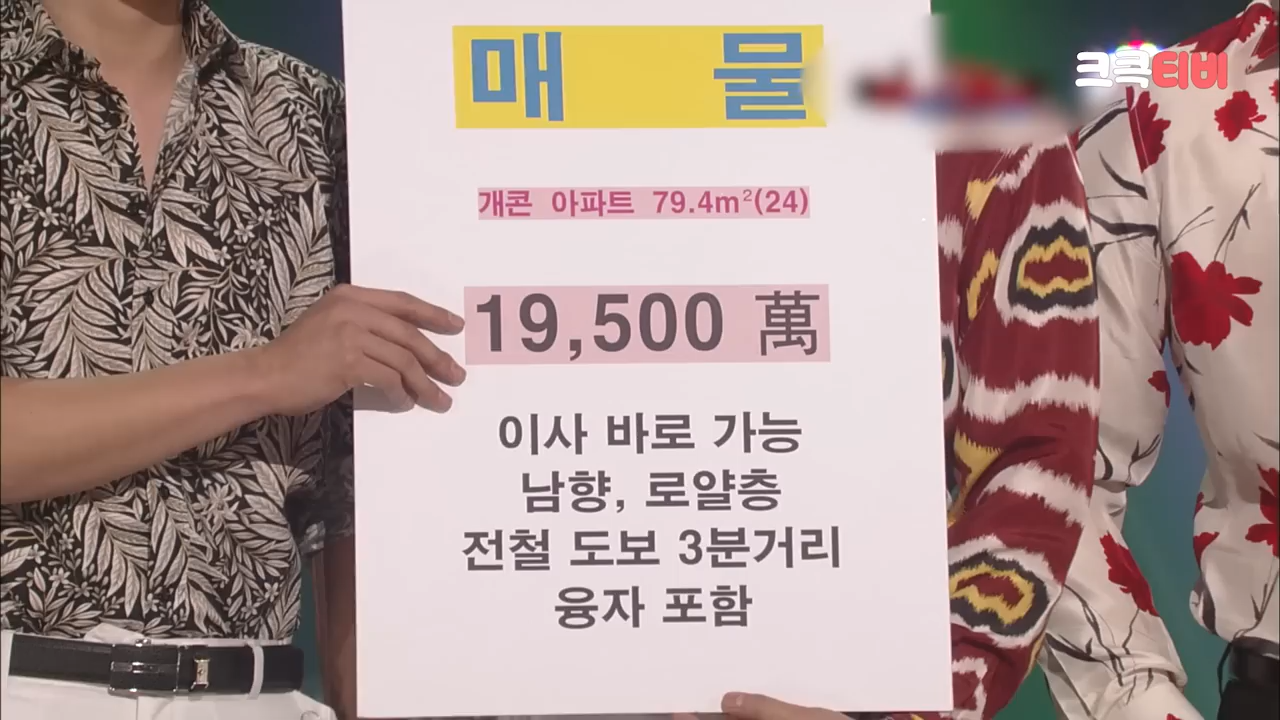 매 물
크큭티비
개콘 아파트 79.4m²(24)
19,500 萬
이사 바로 가능
남향, 로얄층
전철 도보 3분거리
융자 포함